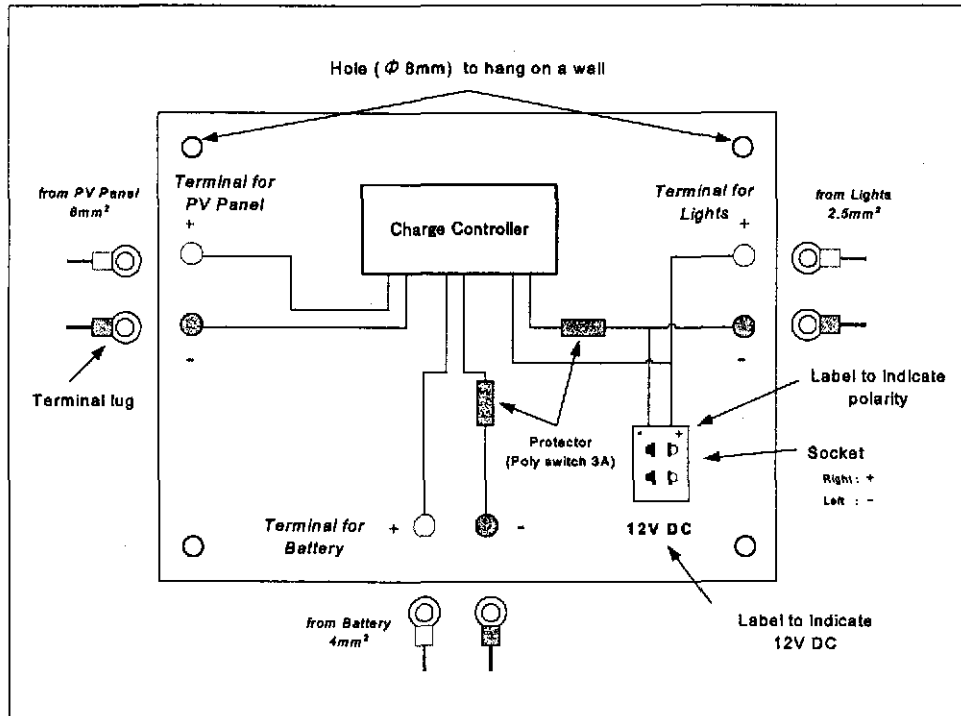 Hole ( Φ 8mm) to hang on a wall
from PV Panel
6mm²
Terminal for
PV Panel
+
-
Charge Controller
Terminal for
Lights
+
-
from Lights
2.5mm²
Terminal lug
Protector
(Poly switch 3A)
Label to indicate
polarity
- +
Socket
Right : +
Left : -
Terminal for
Battery
+
-
12V DC
from Battery
4mm²
Label to indicate
12V DC